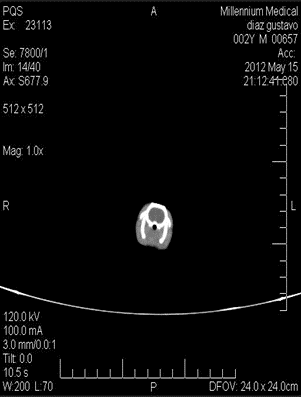 PQS
Ex: 23113
Se: 7800/1
Im: 14/40
Ax: S677.9
512 x 512
Mag: 1.0x
A
Millennium Medical
diaz gustavo
002Y M 00657
Acc:
2012 May 15
21:12:41.080
R
L
120.0 kV
100.0 mA
3.0 mm/0.0:1
Tilt: 0.0
10.5 s
W:200 L:70
P
DFOV: 24.0 x 24.0cm